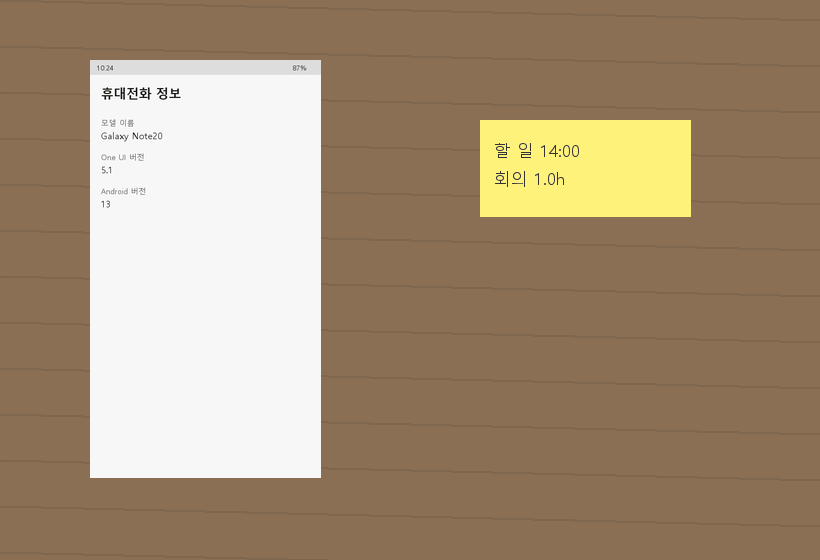 10:24 87%
휴대전화 정보
모델 이름
Galaxy Note20
One UI 버전
5.1
Android 버전
13
할 일 14:00
회의 1.0h